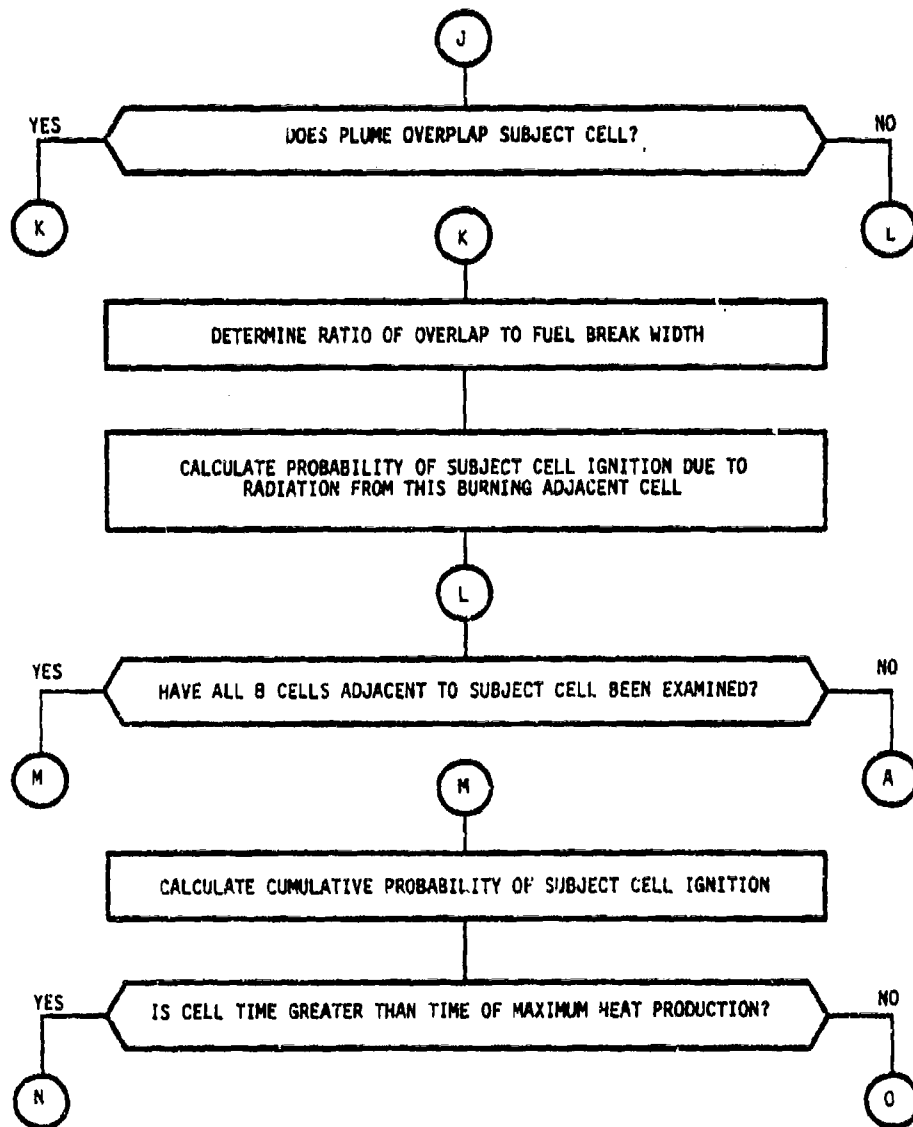 J
YES
DOES PLUME OVERPLAP SUBJECT CELL?
NO
K
L
K
DETERMINE RATIO OF OVERLAP TO FUEL BREAK WIDTH
CALCULATE PROBABILITY OF SUBJECT CELL IGNITION DUE TO
RADIATION FROM THIS BURNING ADJACENT CELL
L
YES
HAVE ALL 8 CELLS ADJACENT TO SUBJECT CELL BEEN EXAMINED?
NO
M
A
M
CALCULATE CUMULATIVE PROBABILITY OF SUBJECT CELL IGNITION
YES
IS CELL TIME GREATER THAN TIME OF MAXIMUM HEAT PRODUCTION?
NO
N
O